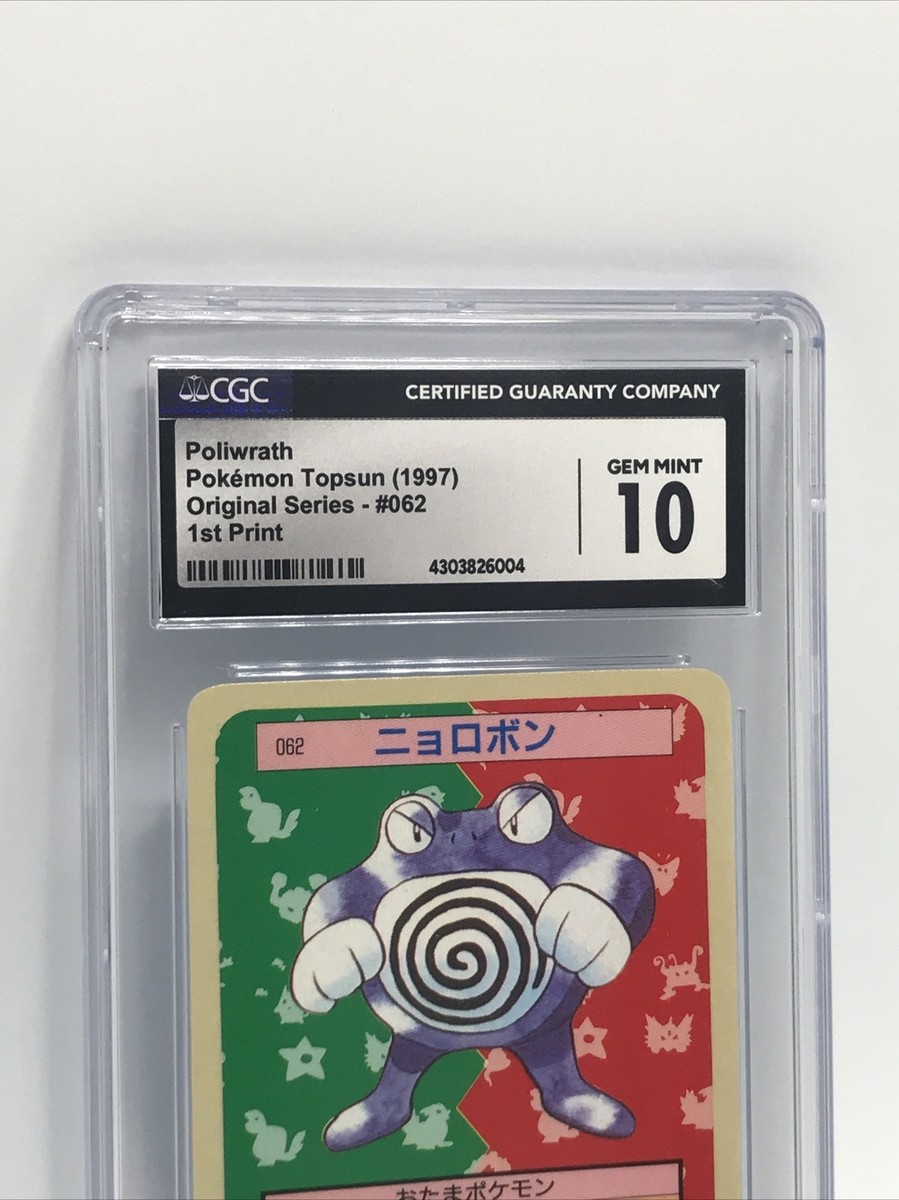 CGC
CERTIFIED GUARANTY COMPANY
Poliwrath
Pokémon Topsun (1997)
Original Series - #062
1st Print
GEM MINT
10
4303826004
062 ニョロボン
おたまポケモン